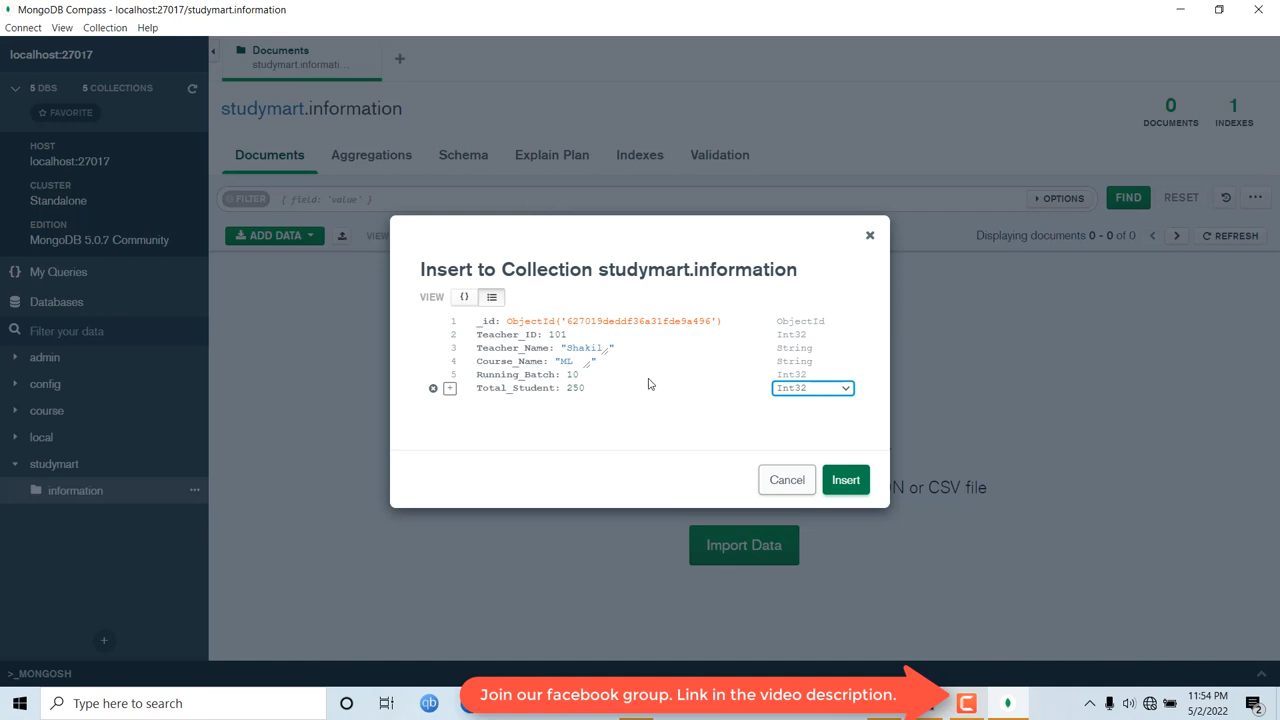 MongoDB Compass - localhost:27017/studymart.information
Connect View Collection Help
localhost:27017
Documents
studymart.informati...
5 DBS 5 COLLECTIONS
FAVORITE
HOST
localhost:27017
CLUSTER
Standalone
EDITION
MongoDB 5.0.7 Community
{} My Queries
Databases
Find your data
admin
config
course
local
studymart
information
studymart.information
0
DOCUMENTS
1
INDEXES
Documents Aggregations Schema Explain Plan Indexes Validation
FILTER { field: 'value' } OPTIONS FIND RESET
ADD DATA VIEW Displaying documents 0 - 0 of 0 REFRESH
Insert to Collection studymart.information
VIEW {}
1 _id: ObjectId('627019deddf36a31fde9a496') ObjectId
2 Teacher_ID: 101 Int32
3 Teacher_Name: "Shakil" String
4 Course_Name: "ML " String
5 Running_Batch: 10 Int32
Total_Student: 250 Int32
Cancel Insert
N or CSV file
Import Data
>_MONGOSH
Type here to search
qb
Join our facebook group. Link in the video description.
C
11:54 PM
5/2/2022
2